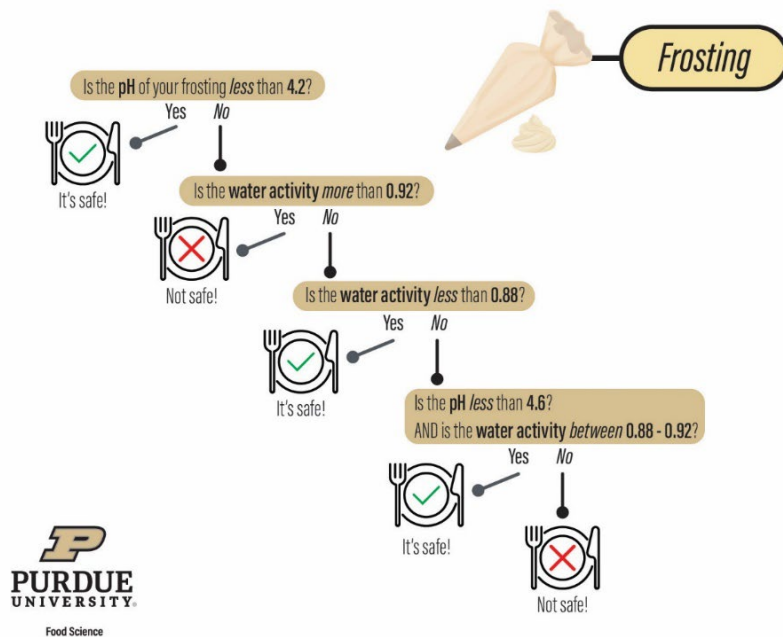 Frosting
Is the pH of your frosting less than 4.2?
Yes No
It's safe!
Is the water activity more than 0.92?
Yes No
Not safe!
Is the water activity less than 0.88?
Yes No
It's safe!
Is the pH less than 4.6?
AND is the water activity between 0.88 - 0.92?
Yes No
It's safe!
Not safe!
P
PURDUE
UNIVERSITY®
Food Science